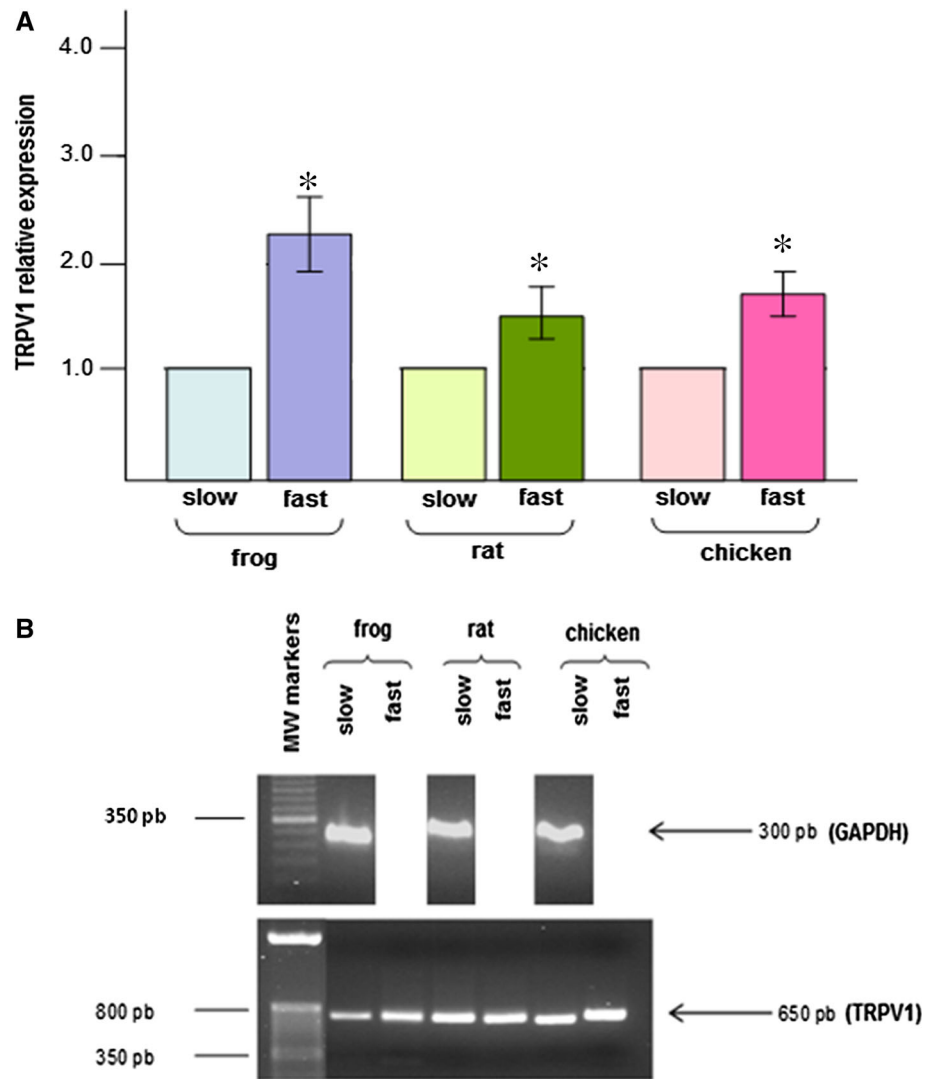 A
TRPV1 relative expression
4.0
3.0
2.0
1.0
*
*
*
slow fast slow fast slow fast
frog rat chicken
B
MW markers
frog rat chicken
slow fast slow fast slow fast
350 pb
300 pb (GAPDH)
800 pb
650 pb (TRPV1)
350 pb